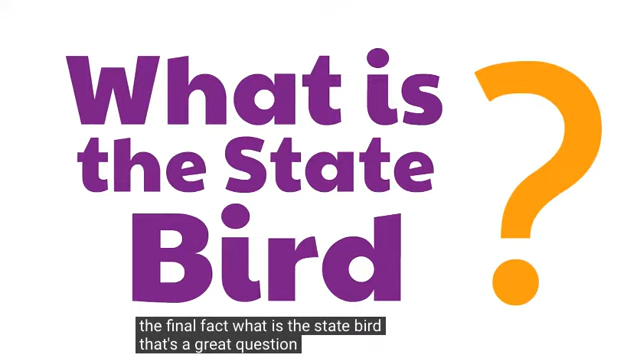 What is
the State
Bird
?
the final fact what is the state bird
that's a great question